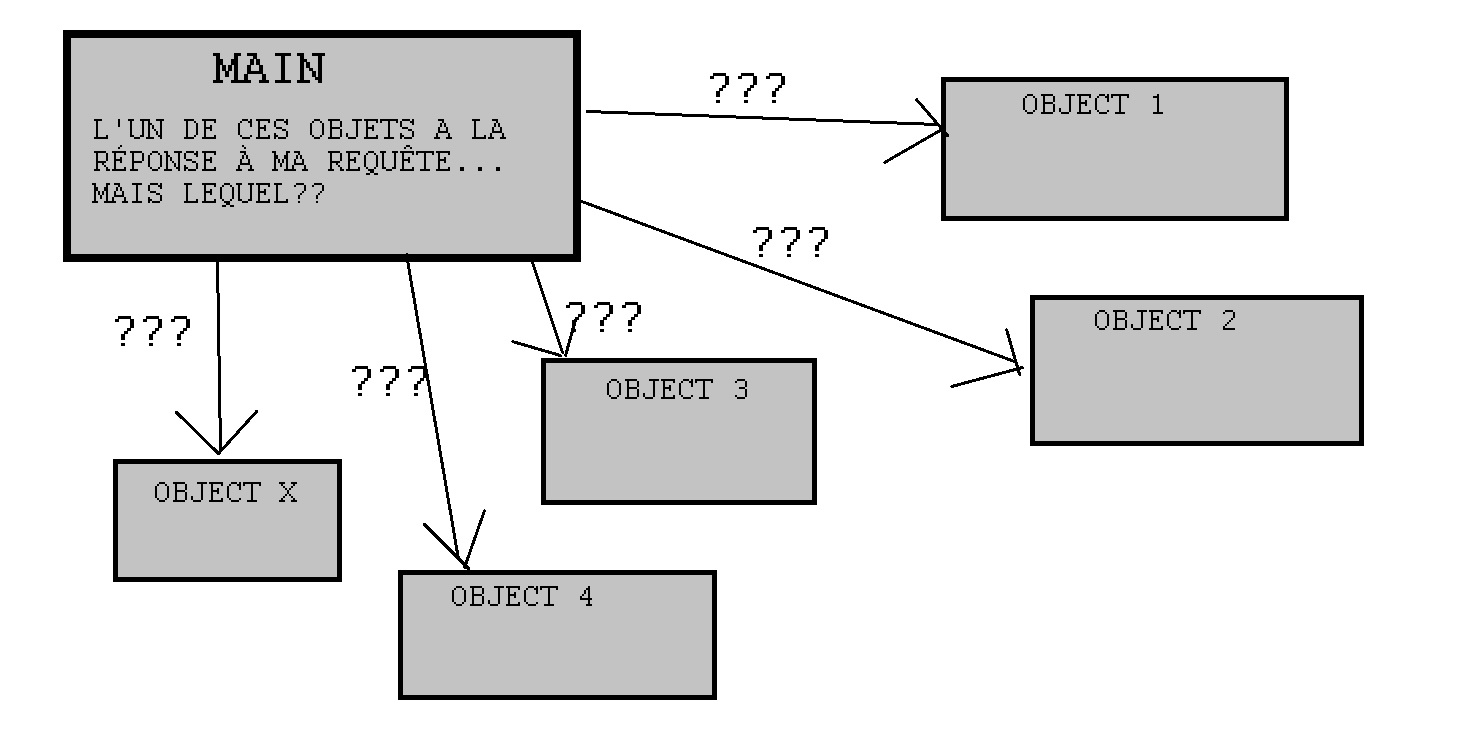 MAIN
L'UN DE CES OBJETS A LA
RÉPONSE À MA REQUÊTE...
MAIS LEQUEL??
???
OBJECT 1
???
OBJECT 2
???
OBJECT 3
???
OBJECT 4
???
OBJECT X